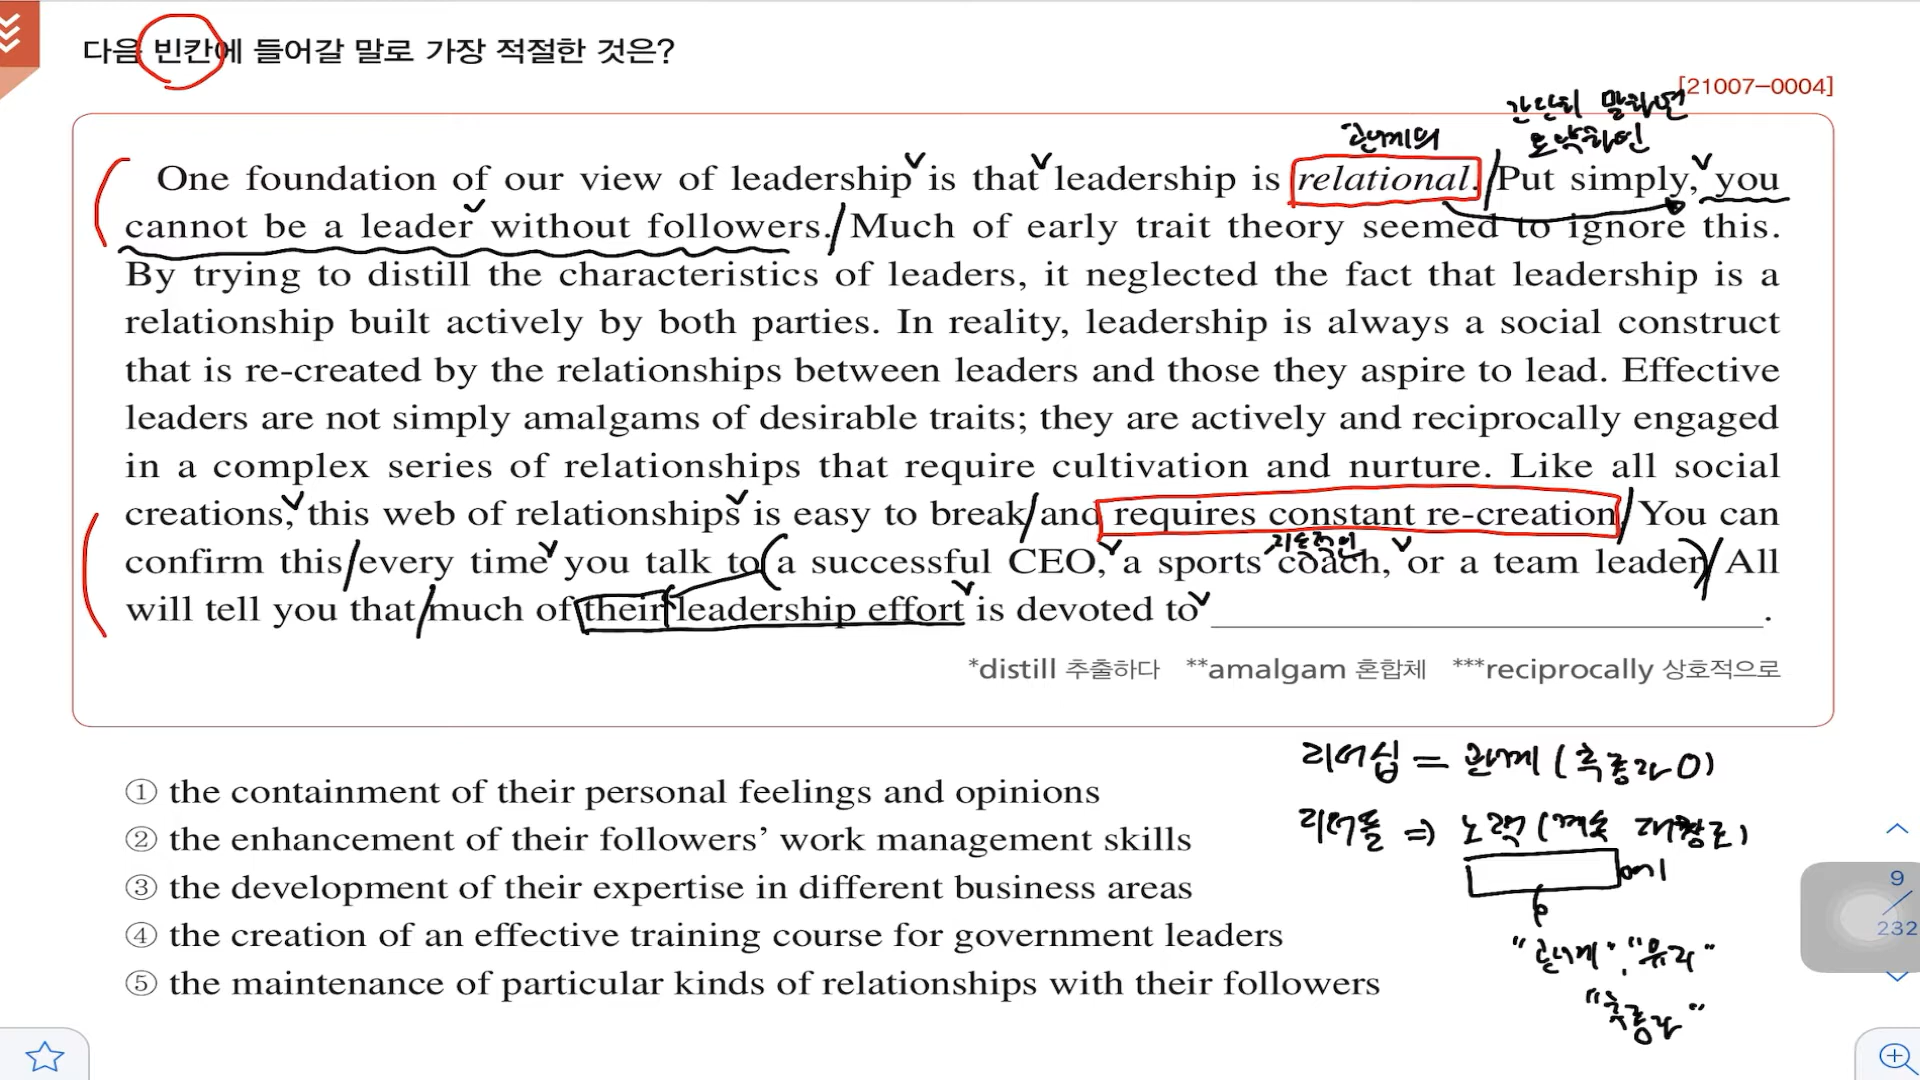 다음 빈칸에 들어갈 말로 가장 적절한 것은?
[21007-0004]
간단히 말하면
관계의
요약하면
One foundation of our view of leadership is that leadership is relational. Put simply, you
cannot be a leader without followers. Much of early trait theory seemed to ignore this.
By trying to distill the characteristics of leaders, it neglected the fact that leadership is a
relationship built actively by both parties. In reality, leadership is always a social construct
that is re-created by the relationships between leaders and those they aspire to lead. Effective
leaders are not simply amalgams of desirable traits; they are actively and reciprocally engaged
in a complex series of relationships that require cultivation and nurture. Like all social
creations, this web of relationships is easy to break and requires constant re-creation. You can
지속적인
confirm this every time you talk to a successful CEO, a sports coach, or a team leader. All
will tell you that much of their leadership effort is devoted to
.
*distill 추출하다 **amalgam 혼합체 ***reciprocally 상호적으로
리더십 = 관계 (추종자 O)
① the containment of their personal feelings and opinions
리더들 ⇒ 노력 (계속
② the enhancement of their followers’ work management skills
에
③ the development of their expertise in different business areas
④ the creation of an effective training course for government leaders
"관계", "유지"
⑤ the maintenance of particular kinds of relationships with their followers
"추종자"
9
232